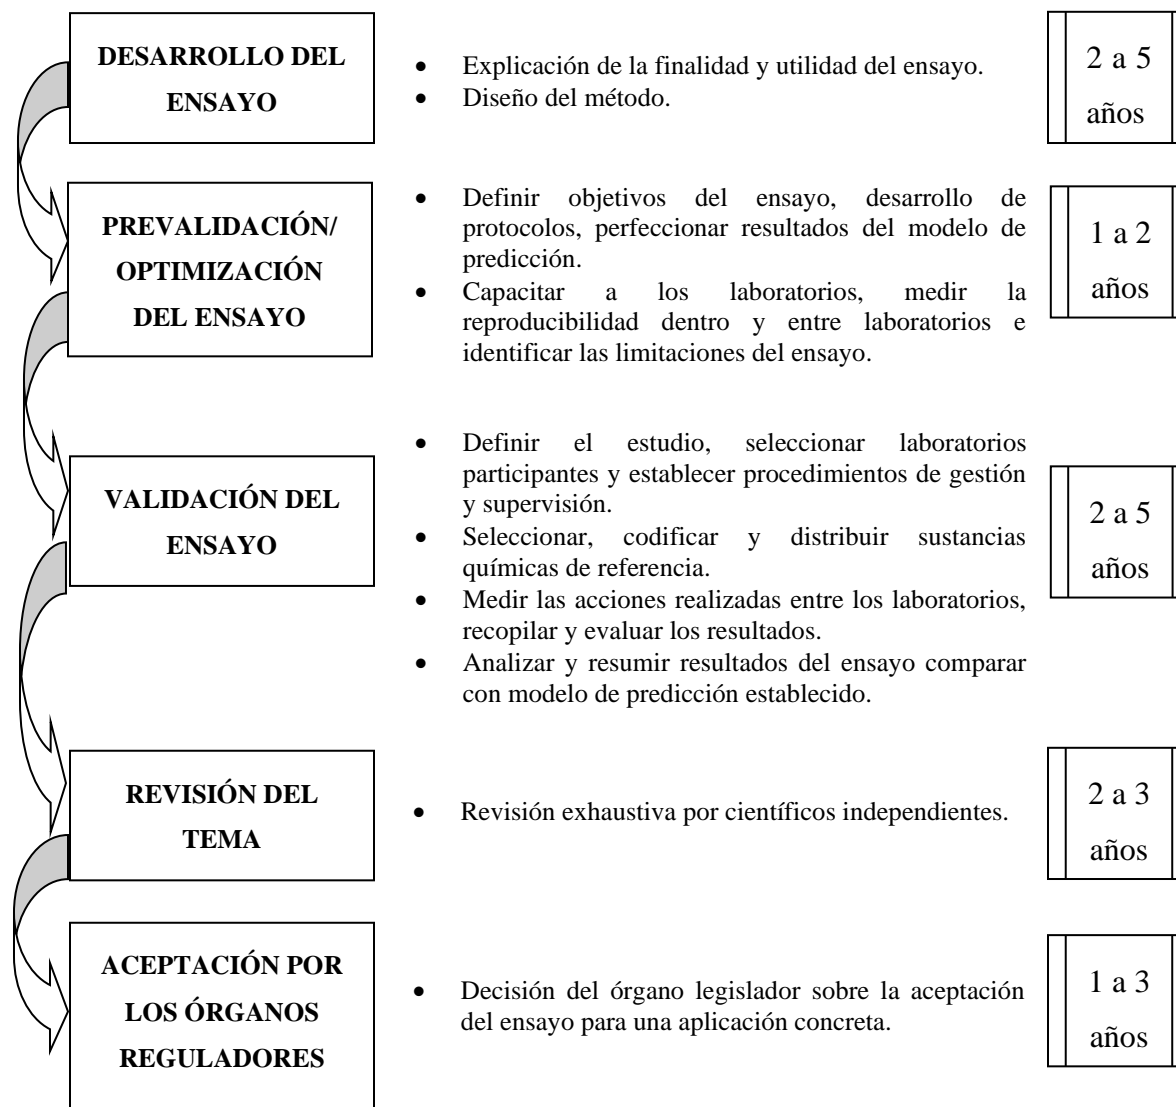 DESARROLLO DEL
ENSAYO
• Explicación de la finalidad y utilidad del ensayo.
• Diseño del método.
2 a 5
años
PREVALIDACIÓN/
OPTIMIZACIÓN
DEL ENSAYO
• Definir objetivos del ensayo, desarrollo de
protocolos, perfeccionar resultados del modelo de
predicción.
• Capacitar a los laboratorios, medir la
reproducibilidad dentro y entre laboratorios e
identificar las limitaciones del ensayo.
1 a 2
años
VALIDACIÓN DEL
ENSAYO
• Definir el estudio, seleccionar laboratorios
participantes y establecer procedimientos de gestión
y supervisión.
• Seleccionar, codificar y distribuir sustancias
químicas de referencia.
• Medir las acciones realizadas entre los laboratorios,
recopilar y evaluar los resultados.
• Analizar y resumir resultados del ensayo comparar
con modelo de predicción establecido.
2 a 5
años
REVISIÓN DEL
TEMA
• Revisión exhaustiva por científicos independientes.
2 a 3
años
ACEPTACIÓN POR
LOS ÓRGANOS
REGULADORES
• Decisión del órgano legislador sobre la aceptación
del ensayo para una aplicación concreta.
1 a 3
años